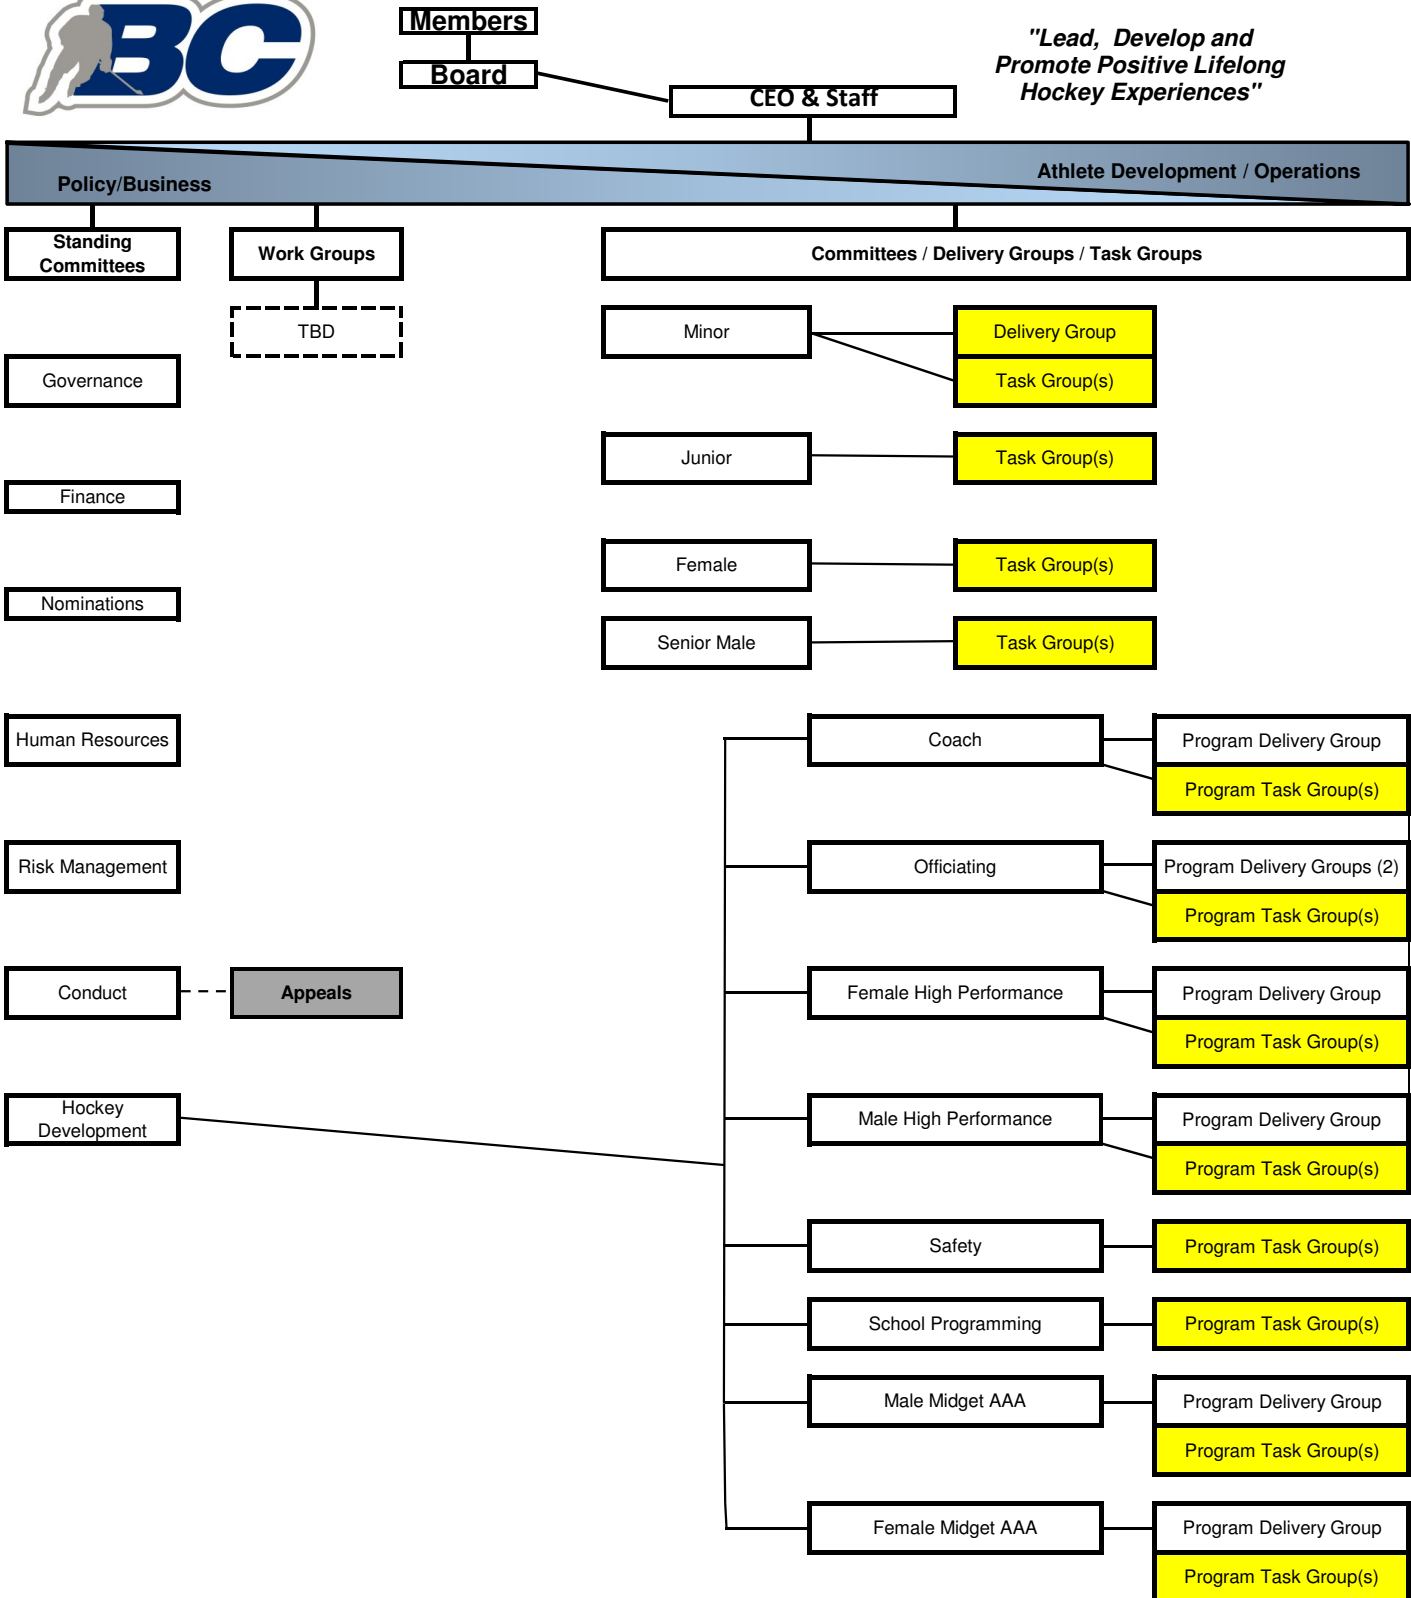 BC
Members
Board
CEO & Staff
"Lead, Develop and
Promote Positive Lifelong
Hockey Experiences"
Policy/Business
Athlete Development / Operations
Standing
Committees
Work Groups
Committees / Delivery Groups / Task Groups
TBD
Minor
Delivery Group
Task Group(s)
Governance
Junior
Task Group(s)
Finance
Female
Task Group(s)
Nominations
Senior Male
Task Group(s)
Human Resources
Coach
Program Delivery Group
Program Task Group(s)
Risk Management
Officiating
Program Delivery Groups (2)
Program Task Group(s)
Conduct
Appeals
Female High Performance
Program Delivery Group
Program Task Group(s)
Hockey
Development
Male High Performance
Program Delivery Group
Program Task Group(s)
Safety
Program Task Group(s)
School Programming
Program Task Group(s)
Male Midget AAA
Program Delivery Group
Program Task Group(s)
Female Midget AAA
Program Delivery Group
Program Task Group(s)